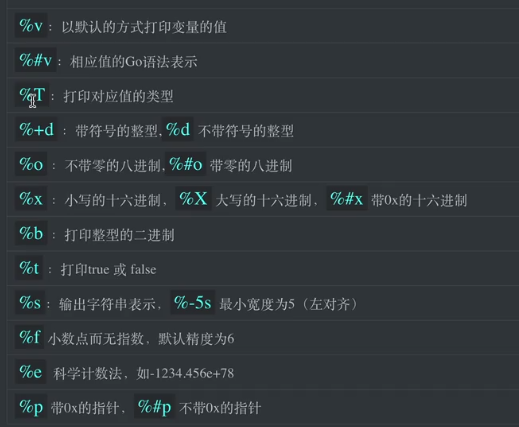 %v： 以默认的方式打印变量的值
%#v： 相应值的Go语法表示
%T： 打印对应值的类型
%+d： 带符号的整型,%d 不带符号的整型
%o： 不带零的八进制,%#o 带零的八进制
%x： 小写的十六进制，%X 大写的十六进制，%#x 带0x的十六进制
%b： 打印整型的二进制
%t： 打印true 或 false
%s： 输出字符串表示，%-5s 最小宽度为5（左对齐）
%f 小数点而无指数，默认精度为6
%e 科学计数法，如-1234.456e+78
%p 带0x的指针，%#p 不带0x的指针